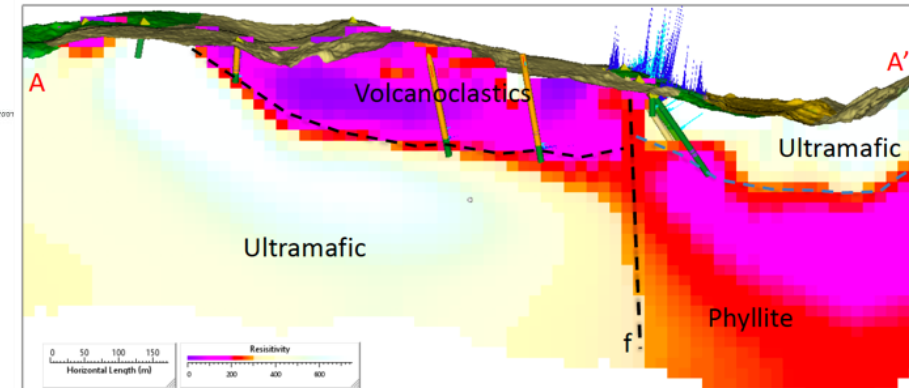 A
A'
Volcanoclastics
Ultramafic
Ultramafic
Phyllite
f
0 50 100 150
Horizontal Length (m)
Resisitivity
0 200 400 600